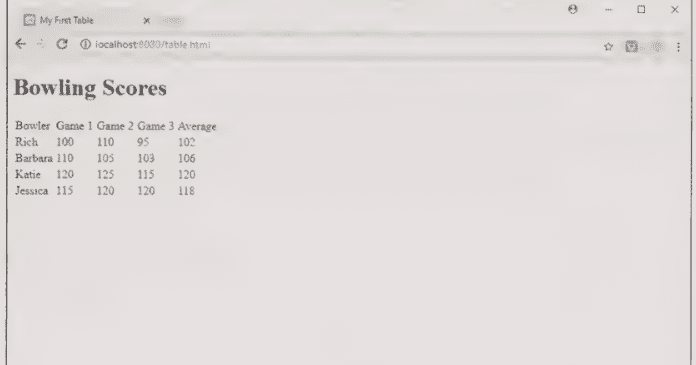 My First Table
localhost:8080/table.html
Bowling Scores
Bowler Game 1 Game 2 Game 3 Average
Rich 100 110 95 102
Barbara 110 105 103 106
Katie 120 125 115 120
Jessica 115 120 120 118